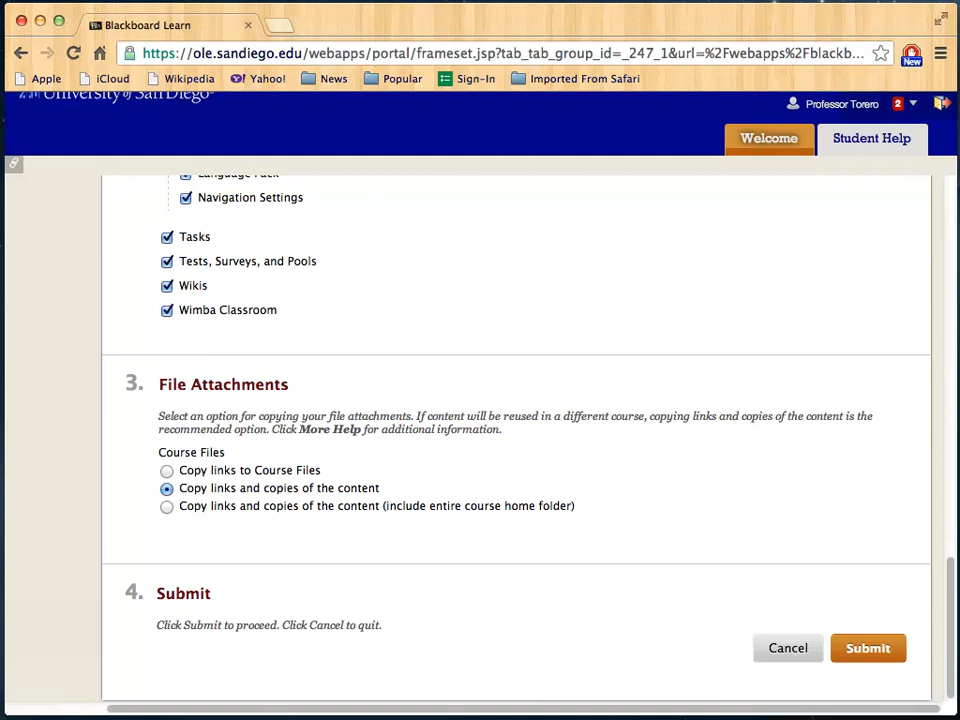 Blackboard Learn
https://ole.sandiego.edu/webapps/portal/frameset.jsp?tab_tab_group_id=_247_1&url=%2Fwebapps%2Fblackb...
New
Apple iCloud Wikipedia Yahoo! News Popular Sign-In Imported From Safari
University of San Diego
Professor Torero 2
Welcome Student Help
Language Pack
Navigation Settings
Tasks
Tests, Surveys, and Pools
Wikis
Wimba Classroom
3. File Attachments
Select an option for copying your file attachments. If content will be reused in a different course, copying links and copies of the content is the
recommended option. Click More Help for additional information.
Course Files
Copy links to Course Files
Copy links and copies of the content
Copy links and copies of the content (include entire course home folder)
4. Submit
Click Submit to proceed. Click Cancel to quit.
Cancel Submit